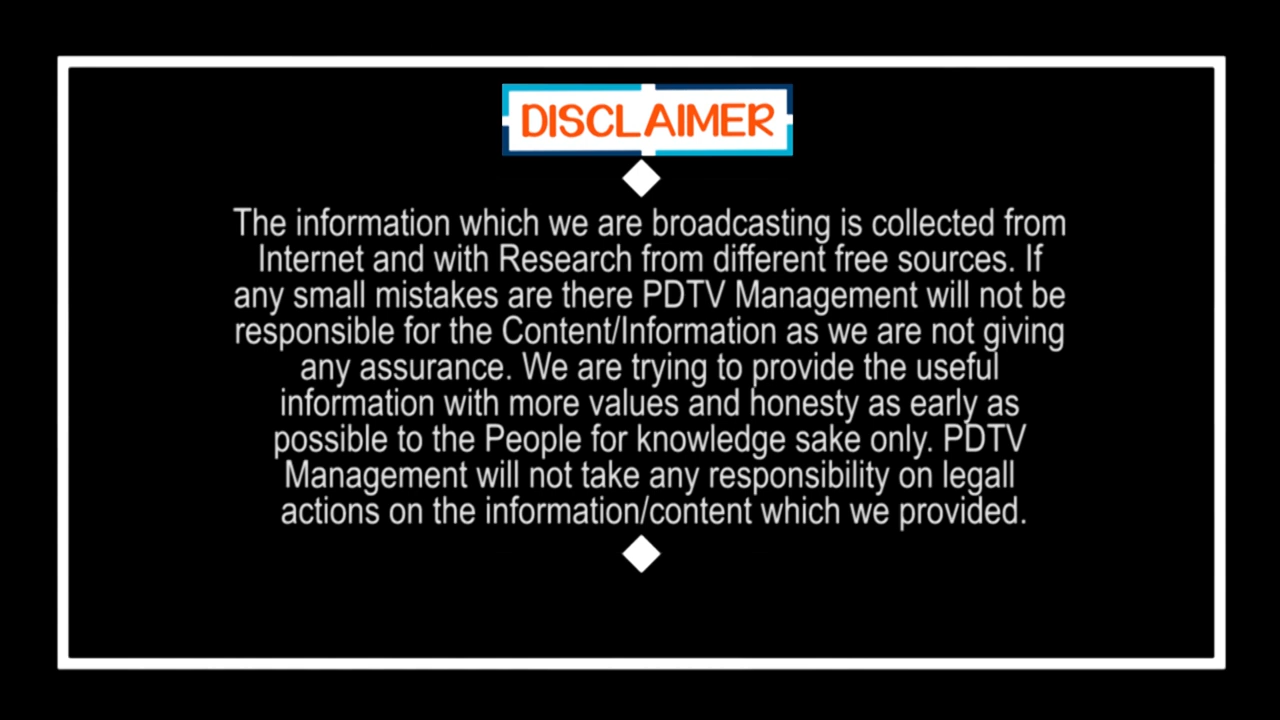 DISCLAIMER
The information which we are broadcasting is collected from
Internet and with Research from different free sources. If
any small mistakes are there PDTV Management will not be
responsible for the Content/Information as we are not giving
any assurance. We are trying to provide the useful
information with more values and honesty as early as
possible to the People for knowledge sake only. PDTV
Management will not take any responsibility on legall
actions on the information/content which we provided.